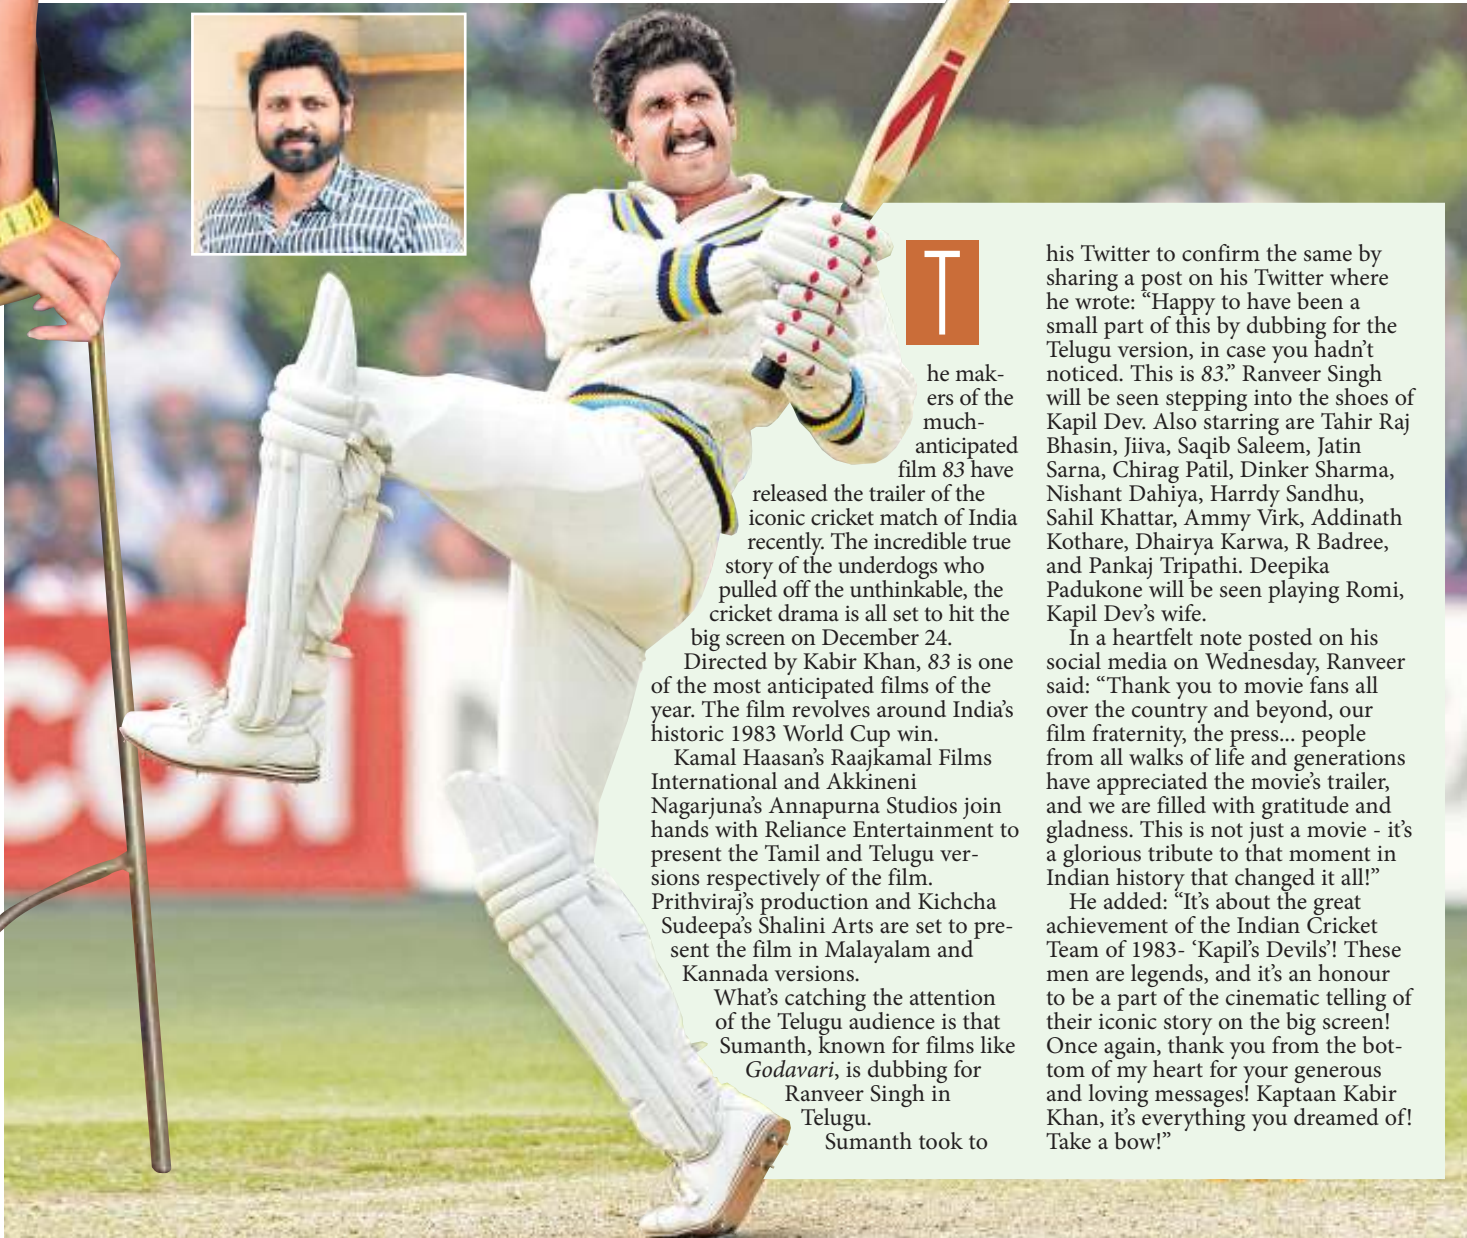 CON
T
he mak-
ers of the
much-
anticipated
film 83 have
released the trailer of the
iconic cricket match of India
recently. The incredible true
story of the underdogs who
pulled off the unthinkable, the
cricket drama is all set to hit the
big screen on December 24.
Directed by Kabir Khan, 83 is one
of the most anticipated films of the
year. The film revolves around India’s
historic 1983 World Cup win.
Kamal Haasan’s Raajkamal Films
International and Akkineni
Nagarjuna’s Annapurna Studios join
hands with Reliance Entertainment to
present the Tamil and Telugu ver-
sions respectively of the film.
Prithviraj’s production and Kichcha
Sudeepa’s Shalini Arts are set to pre-
sent the film in Malayalam and
Kannada versions.
What’s catching the attention
of the Telugu audience is that
Sumanth, known for films like
Godavari, is dubbing for
Ranveer Singh in
Telugu.
Sumanth took to
his Twitter to confirm the same by
sharing a post on his Twitter where
he wrote: “Happy to have been a
small part of this by dubbing for the
Telugu version, in case you hadn’t
noticed. This is 83.” Ranveer Singh
will be seen stepping into the shoes of
Kapil Dev. Also starring are Tahir Raj
Bhasin, Jiiva, Saqib Saleem, Jatin
Sarna, Chirag Patil, Dinker Sharma,
Nishant Dahiya, Harrdy Sandhu,
Sahil Khattar, Ammy Virk, Addinath
Kothare, Dhairya Karwa, R Badree,
and Pankaj Tripathi. Deepika
Padukone will be seen playing Romi,
Kapil Dev’s wife.
In a heartfelt note posted on his
social media on Wednesday, Ranveer
said: “Thank you to movie fans all
over the country and beyond, our
film fraternity, the press... people
from all walks of life and generations
have appreciated the movie’s trailer,
and we are filled with gratitude and
gladness. This is not just a movie - it’s
a glorious tribute to that moment in
Indian history that changed it all!”
He added: “It’s about the great
achievement of the Indian Cricket
Team of 1983- ‘Kapil’s Devils’! These
men are legends, and it’s an honour
to be a part of the cinematic telling of
their iconic story on the big screen!
Once again, thank you from the bot-
tom of my heart for your generous
and loving messages! Kaptaan Kabir
Khan, it’s everything you dreamed of!
Take a bow!”